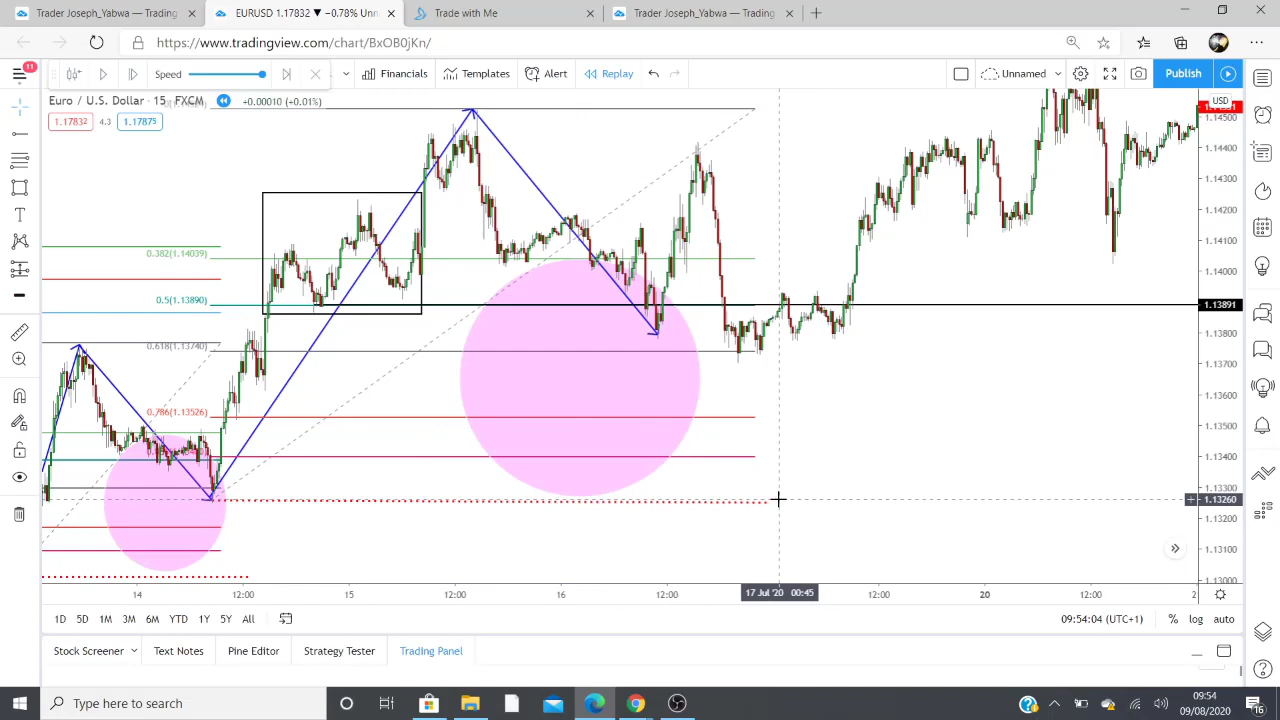 Trader Joseph_Yabwa — Trading
EURUSD 1.17832 ▼ −0.78% Un
Trade with Me
Trader Joseph_Yabwa — Trading
https://www.tradingview.com/chart/BxOB0jKn/
11
Speed
Financials
Templates
Alert
Replay
Unnamed
Publish
Euro / U.S. Dollar · 15
FXCM
+0.00010 (+0.01%)
USD
1.17832
4.3
1.17875
1.14500
1.14400
1.14300
1.14200
1.14100
1.14000
1.13891
1.13800
1.13700
1.13600
1.13500
1.13400
1.13300
1.13260
1.13200
1.13100
1.13000
0.382(1.14039)
0.5(1.13890)
0.618(1.13740)
0.786(1.13526)
14
12:00
15
12:00
16
12:00
17 Jul '20 00:45
12:00
20
12:00
1D 5D 1M 3M 6M YTD 1Y 5Y All
09:54:04 (UTC+1)
% log auto
Stock Screener
Text Notes
Pine Editor
Strategy Tester
Trading Panel
Type here to search
09:54
09/08/2020
16